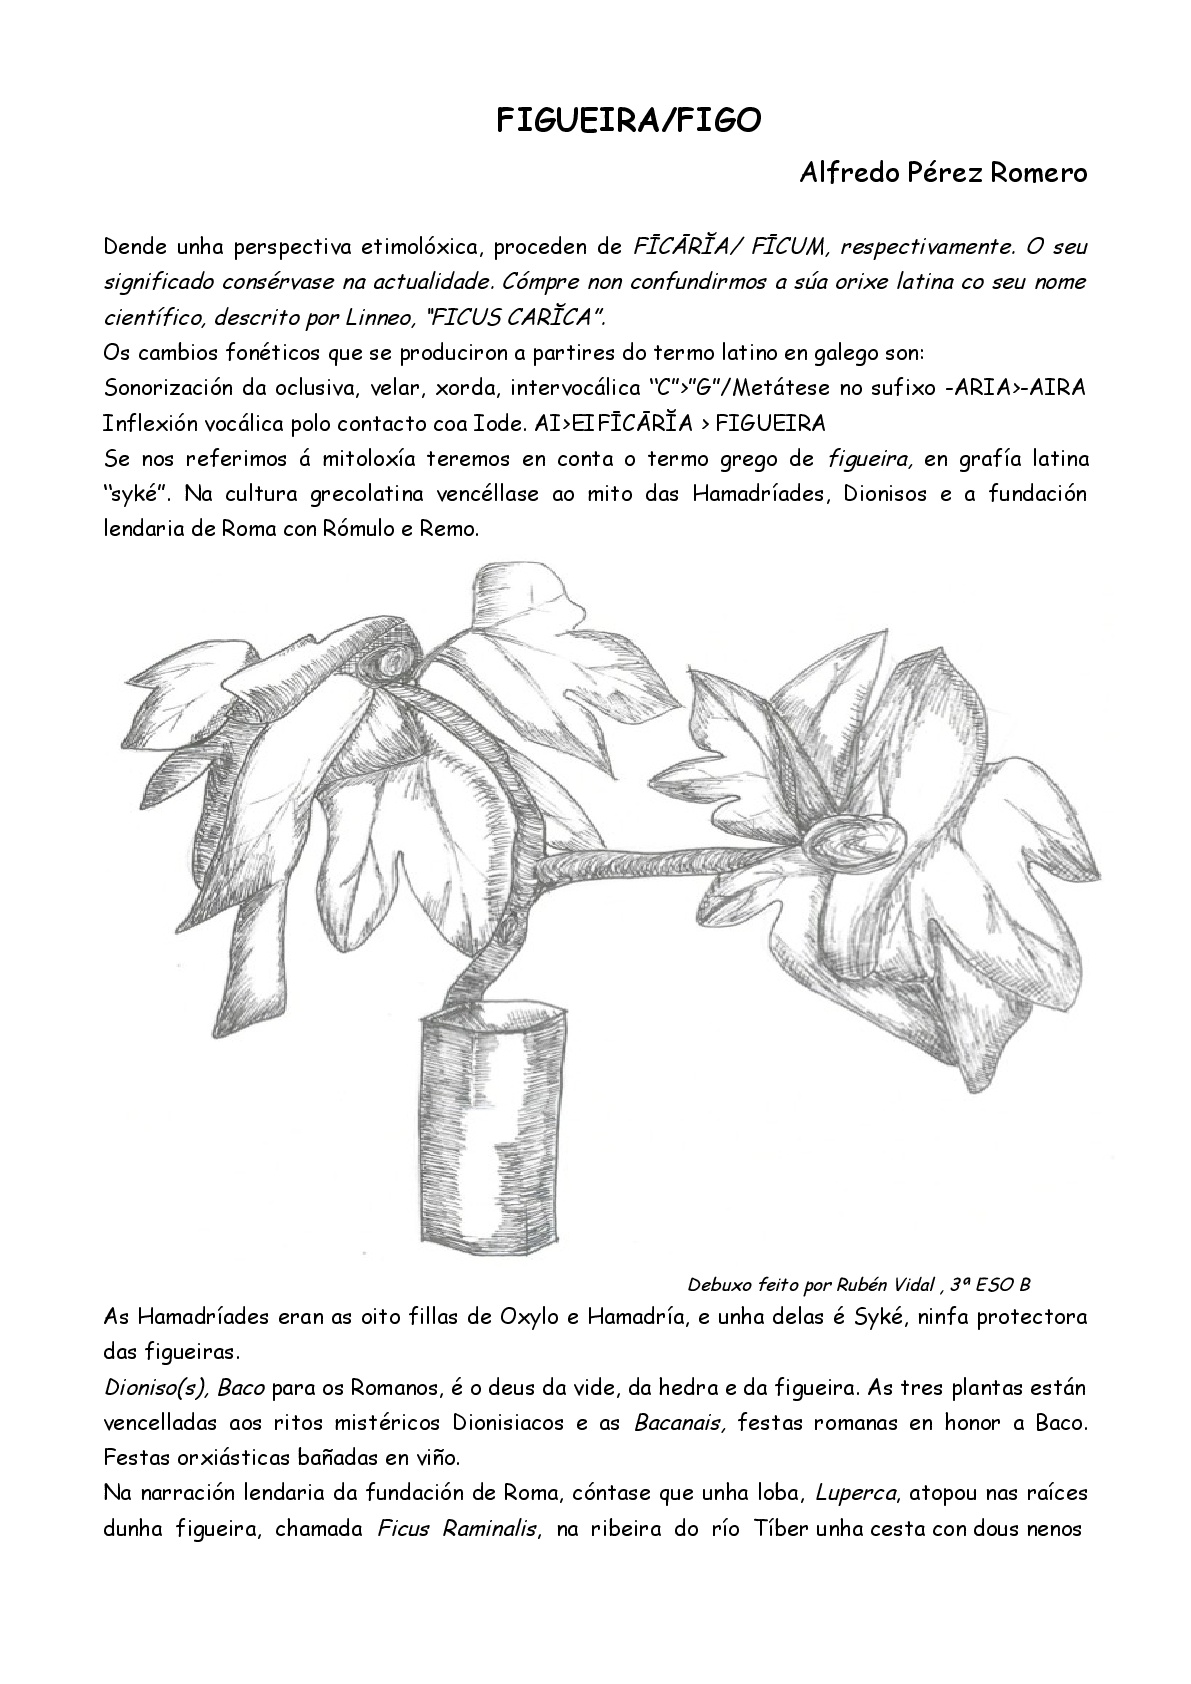 FIGUEIRA/FIGO
Alfredo Pérez Romero
Dende unha perspectiva etimolóxica, proceden de FĪCĀRĬA/ FĪCUM, respectivamente. O seu
significado consérvase na actualidade. Cómpre non confundirmos a súa orixe latina co seu nome
científico, descrito por Linneo, “FICUS CARĬCA”.
Os cambios fonéticos que se produciron a partires do termo latino en galego son:
Sonorización da oclusiva, velar, xorda, intervocálica “C”>”G”/Metátese no sufixo -ARIA>-AIRA
Inflexión vocálica polo contacto coa Iode. AI>EIFĪCĀRĬA > FIGUEIRA
Se nos referimos á mitoloxía teremos en conta o termo grego de figueira, en grafía latina
“syké”. Na cultura grecolatina vencéllase ao mito das Hamadríades, Dionisos e a fundación
lendaria de Roma con Rómulo e Remo.
Debuxo feito por Rubén Vidal , 3ª ESO B
As Hamadríades eran as oito fillas de Oxylo e Hamadría, e unha delas é Syké, ninfa protectora
das figueiras.
Dioniso(s), Baco para os Romanos, é o deus da vide, da hedra e da figueira. As tres plantas están
vencelladas aos ritos mistéricos Dionisiacos e as Bacanais, festas romanas en honor a Baco.
Festas orxiásticas bañadas en viño.
Na narración lendaria da fundación de Roma, cóntase que unha loba, Luperca, atopou nas raíces
dunha figueira, chamada Ficus Raminalis, na ribeira do río Tíber unha cesta con dous nenos